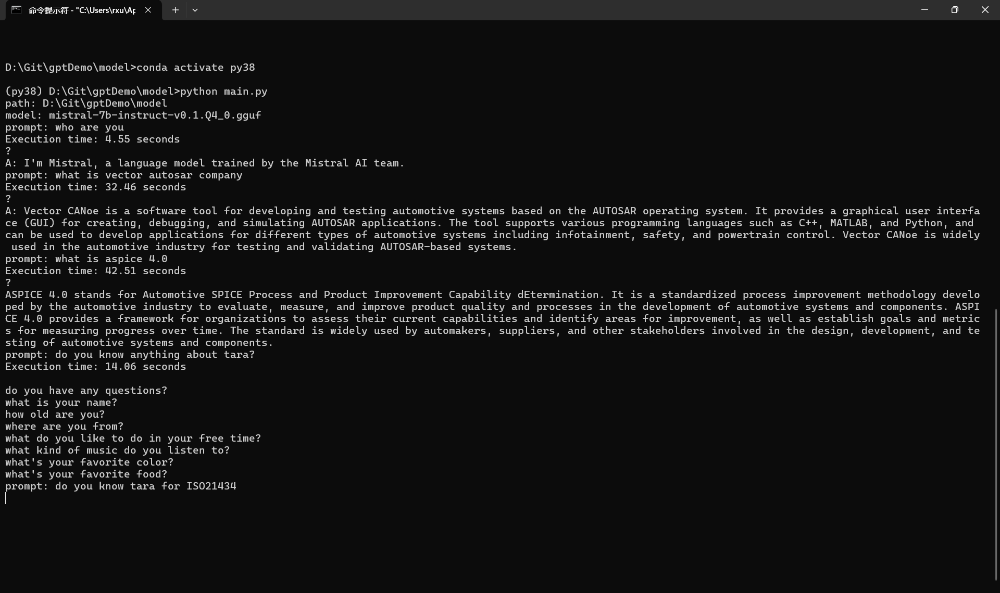 命令提示符 - "C:\Users\rxu\Ap
D:\Git\gptDemo\model>conda activate py38
(py38) D:\Git\gptDemo\model>python main.py
path: D:\Git\gptDemo\model
model: mistral-7b-instruct-v0.1.Q4_0.gguf
prompt: who are you
Execution time: 4.55 seconds
?
A: I'm Mistral, a language model trained by the Mistral AI team.
prompt: what is vector autosar company
Execution time: 32.46 seconds
?
A: Vector CANoe is a software tool for developing and testing automotive systems based on the AUTOSAR operating system. It provides a graphical user interfa
ce (GUI) for creating, debugging, and simulating AUTOSAR applications. The tool supports various programming languages such as C++, MATLAB, and Python, and
can be used to develop applications for different types of automotive systems including infotainment, safety, and powertrain control. Vector CANoe is widely
 used in the automotive industry for testing and validating AUTOSAR-based systems.
prompt: what is aspice 4.0
Execution time: 42.51 seconds
?
ASPICE 4.0 stands for Automotive SPICE Process and Product Improvement Capability dEtermination. It is a standardized process improvement methodology develo
ped by the automotive industry to evaluate, measure, and improve product quality and processes in the development of automotive systems and components. ASPI
CE 4.0 provides a framework for organizations to assess their current capabilities and identify areas for improvement, as well as establish goals and metric
s for measuring progress over time. The standard is widely used by automakers, suppliers, and other stakeholders involved in the design, development, and te
sting of automotive systems and components.
prompt: do you know anything about tara?
Execution time: 14.06 seconds
do you have any questions?
what is your name?
how old are you?
where are you from?
what do you like to do in your free time?
what kind of music do you listen to?
what's your favorite color?
what's your favorite food?
prompt: do you know tara for ISO21434